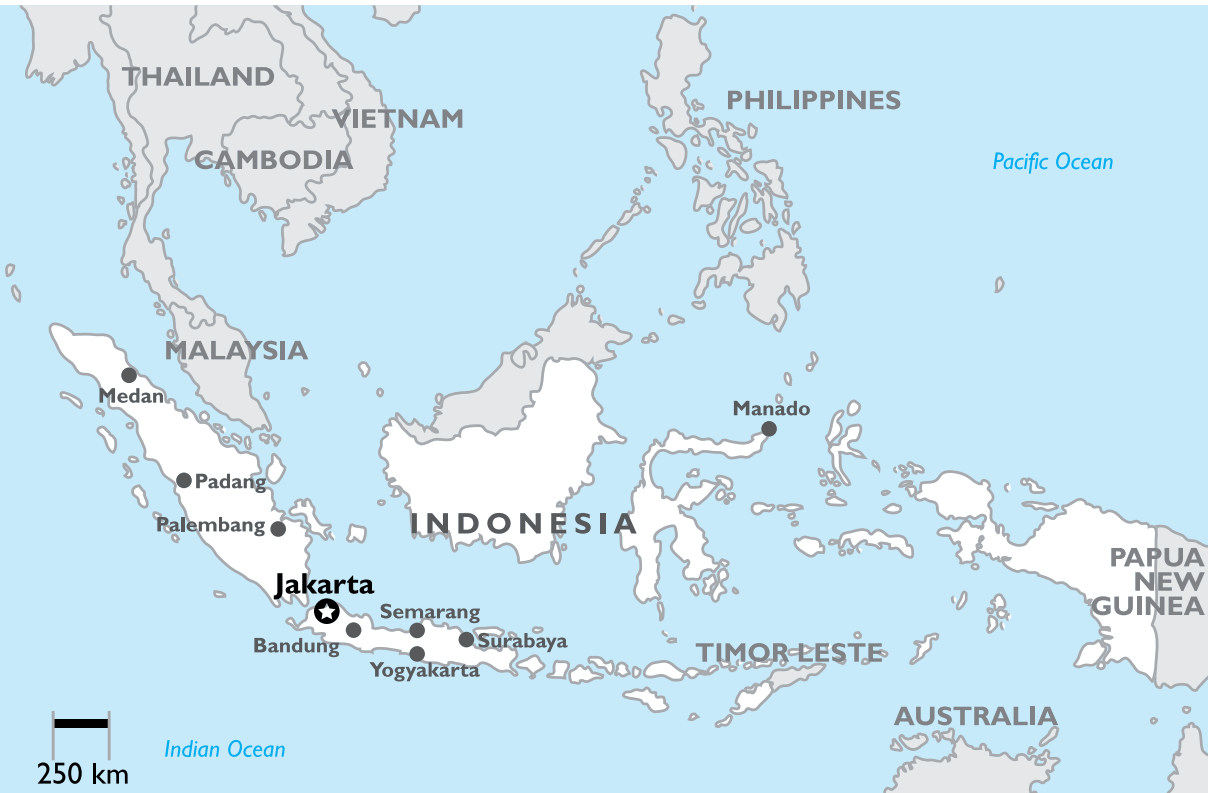 THAILAND
PHILIPPINES
VIETNAM
CAMBODIA
Pacific Ocean
MALAYSIA
Medan
Manado
Padang
Palembang
INDONESIA
PAPUA
NEW
GUINEA
Jakarta
Semarang
Bandung
Surabaya
Yogyakarta
TIMOR LESTE
AUSTRALIA
Indian Ocean
250 km